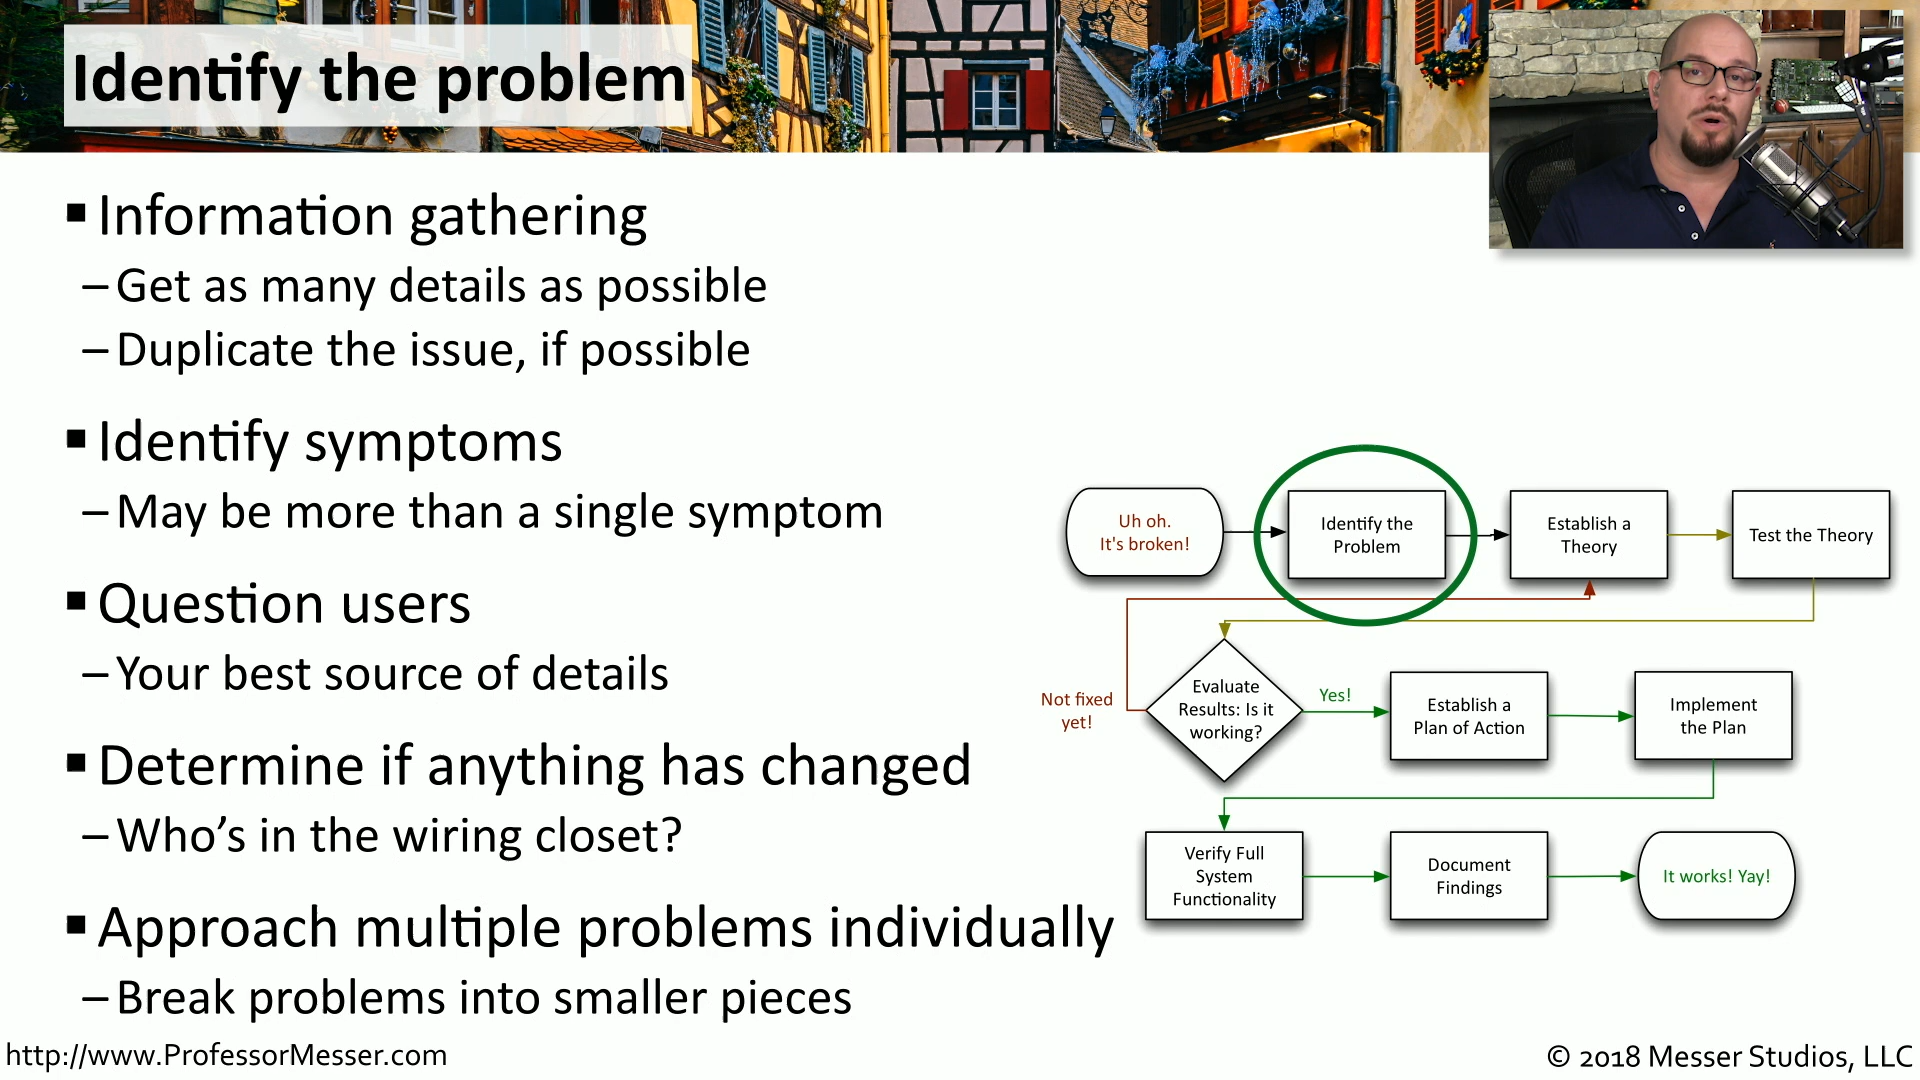 Identify the problem
▪ Information gathering
– Get as many details as possible
– Duplicate the issue, if possible
▪ Identify symptoms
– May be more than a single symptom
▪ Question users
– Your best source of details
▪ Determine if anything has changed
– Who’s in the wiring closet?
▪ Approach multiple problems individually
– Break problems into smaller pieces
Uh oh.
It's broken!
Identify the
Problem
Establish a
Theory
Test the Theory
Not fixed
yet!
Evaluate
Results: Is it
working?
Yes!
Establish a
Plan of Action
Implement
the Plan
Verify Full
System
Functionality
Document
Findings
It works! Yay!
http://www.ProfessorMesser.com
© 2018 Messer Studios, LLC